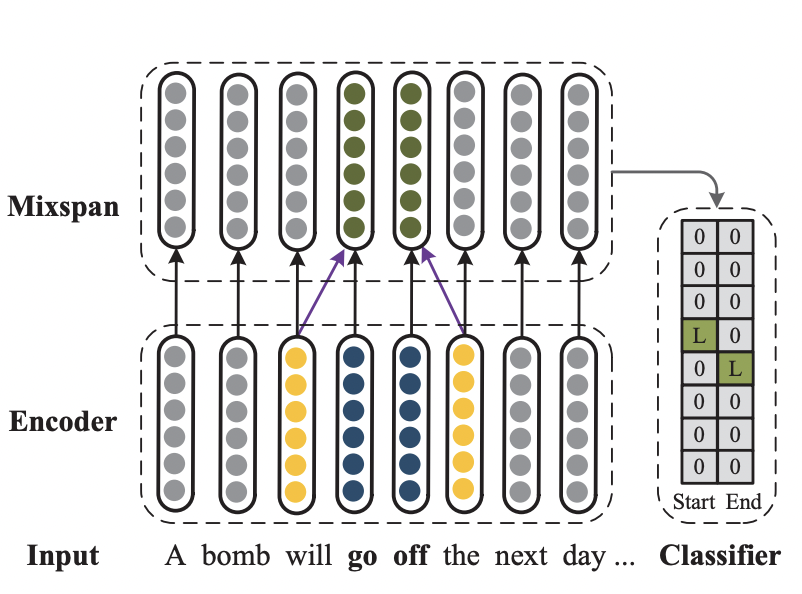 Mixspan
0 0
0 0
0 0
L 0
0 L
0 0
0 0
0 0
Start End
Encoder
Input A bomb will go off the next day ... Classifier